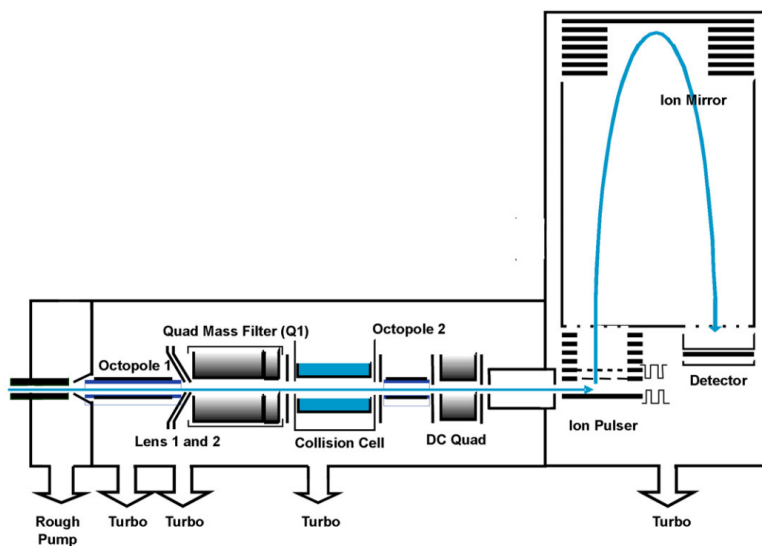 Ion Mirror
Quad Mass Filter (Q1)
Octopole 2
Octopole 1
Detector
Lens 1 and 2
Collision Cell
DC Quad
Ion Pulser
Rough
Pump
Turbo
Turbo
Turbo
Turbo